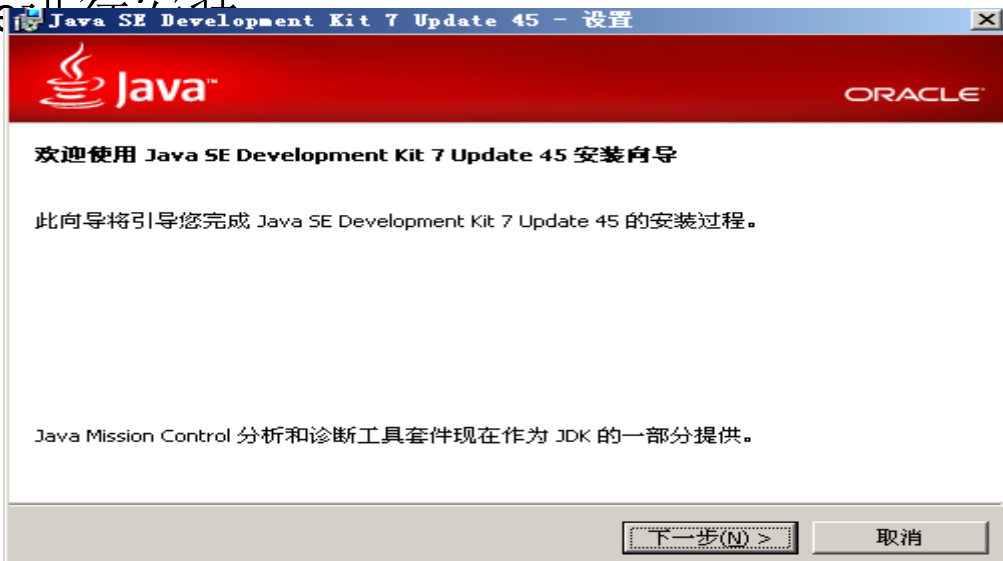 Java SE Development Kit 7 Update 45 - 设置
Java™
ORACLE
欢迎使用 Java SE Development Kit 7 Update 45 安装向导
此向导将引导您完成 Java SE Development Kit 7 Update 45 的安装过程。
Java Mission Control 分析和诊断工具套件现在作为 JDK 的一部分提供。
下一步(N) >
取消